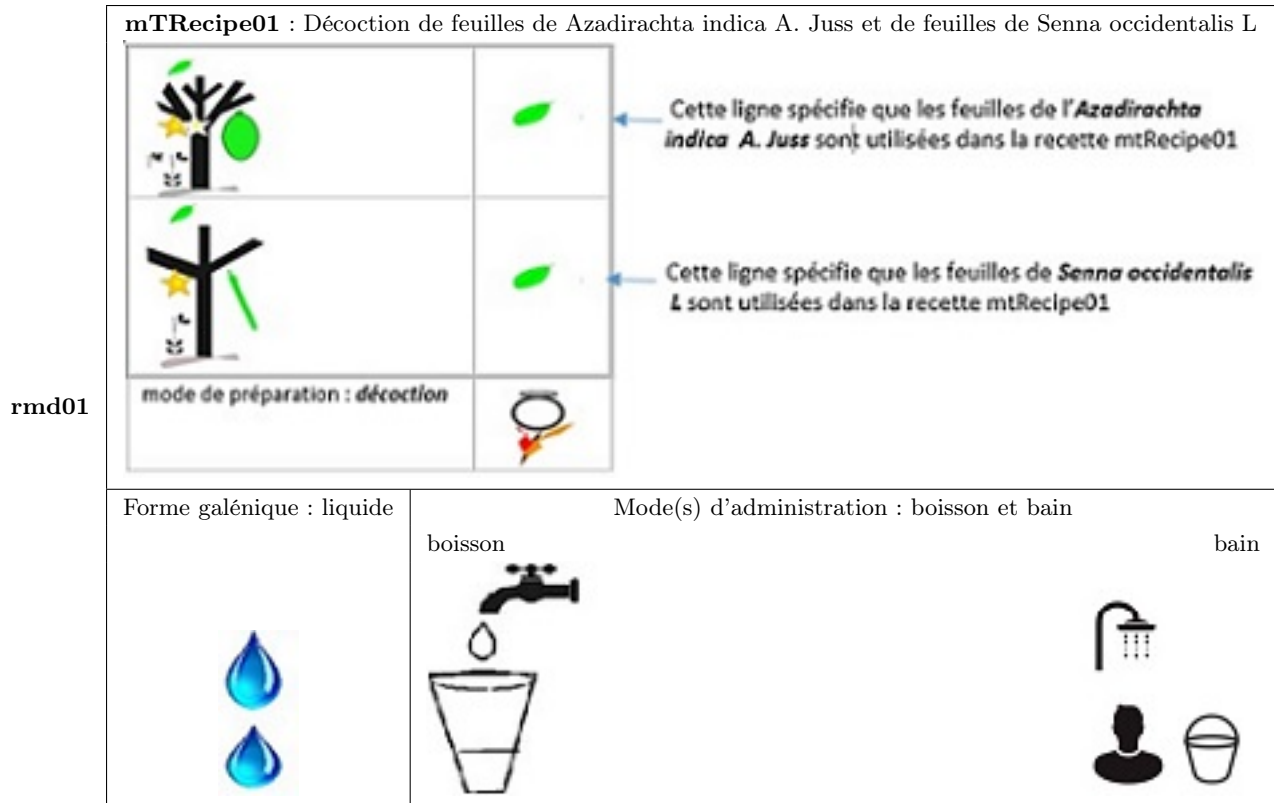 mTRecipe01 : Décoction de feuilles de Azadirachta indica A. Juss et de feuilles de Senna occidentalis L
Cette ligne spécifie que les feuilles de l'Azadirachta
indica A. Juss sont utilisées dans la recette mtRecipe01
Cette ligne spécifie que les feuilles de Senna occidentalis
L sont utilisées dans la recette mtRecipe01
mode de préparation : décoction
rmd01
Forme galénique : liquide
Mode(s) d'administration : boisson et bain
boisson
bain